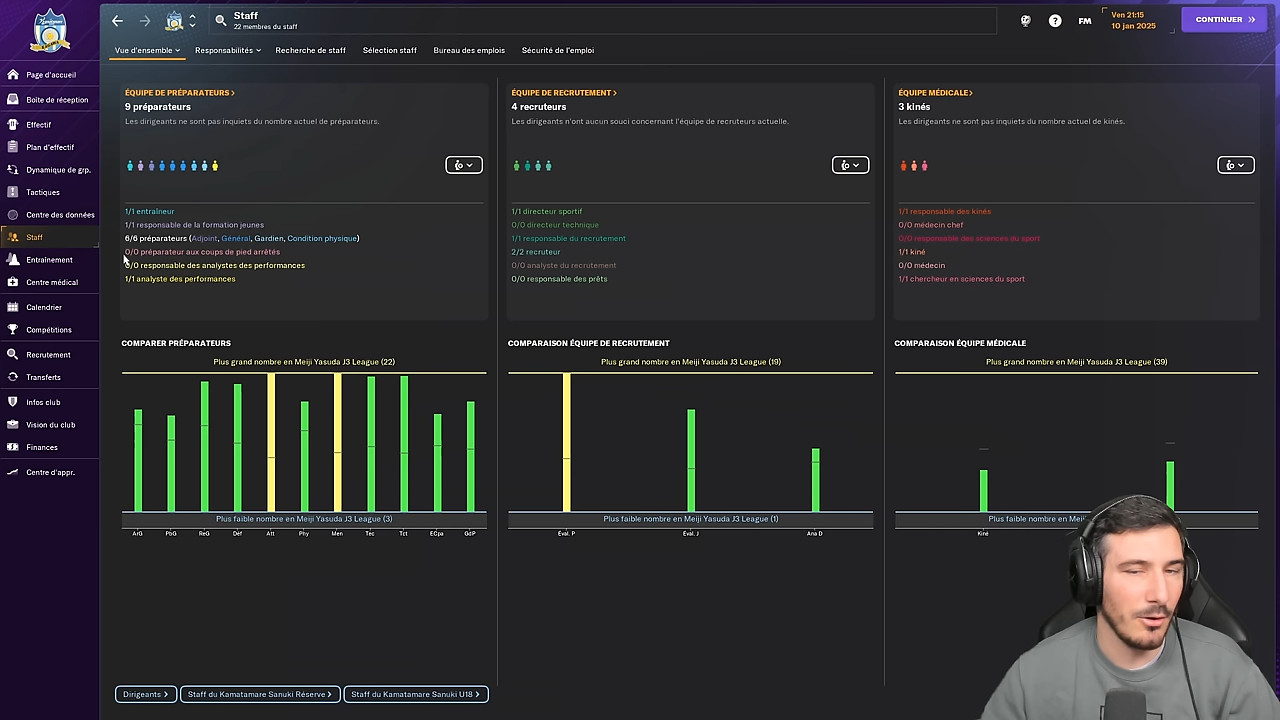 Staff
22 membres du staff
FM
Ven 21:15
10 jan 2025
CONTINUER
Vue d'ensemble
Responsabilités
Recherche de staff
Sélection staff
Bureau des emplois
Sécurité de l'emploi
Page d'accueil
Boîte de réception
Effectif
Plan d'effectif
Dynamique de grp.
Tactiques
Centre des données
Staff
Entraînement
Centre médical
Calendrier
Compétitions
Recrutement
Transferts
Infos club
Vision du club
Finances
Centre d'appr.
ÉQUIPE DE PRÉPARATEURS >
9 préparateurs
Les dirigeants ne sont pas inquiets du nombre actuel de préparateurs.
1/1 entraîneur
1/1 responsable de la formation jeunes
6/6 préparateurs (Adjoint, Général, Gardien, Condition physique)
0/0 préparateur aux coups de pied arrêtés
0/0 responsable des analystes des performances
1/1 analyste des performances
ÉQUIPE DE RECRUTEMENT >
4 recruteurs
Les dirigeants n'ont aucun souci concernant l'équipe de recruteurs actuelle.
1/1 directeur sportif
0/0 directeur technique
1/1 responsable du recrutement
2/2 recruteur
0/0 analyste du recrutement
0/0 responsable des prêts
ÉQUIPE MÉDICALE >
3 kinés
Les dirigeants ne sont pas inquiets du nombre actuel de kinés.
1/1 responsable des kinés
0/0 médecin chef
0/0 responsable des sciences du sport
1/1 kiné
0/0 médecin
1/1 chercheur en sciences du sport
COMPARER PRÉPARATEURS
Plus grand nombre en Meiji Yasuda J3 League (22)
Plus faible nombre en Meiji Yasuda J3 League (3)
ArG PbG ReG Déf Att Phy Men Tec Tct ECpa GdP
COMPARAISON ÉQUIPE DE RECRUTEMENT
Plus grand nombre en Meiji Yasuda J3 League (19)
Plus faible nombre en Meiji Yasuda J3 League (1)
Éval. P Éval. J Ana D
COMPARAISON ÉQUIPE MÉDICALE
Plus grand nombre en Meiji Yasuda J3 League (39)
Plus faible nombre en Meiji
Kiné
Dirigeants >
Staff du Kamatamare Sanuki Réserve >
Staff du Kamatamare Sanuki U18 >